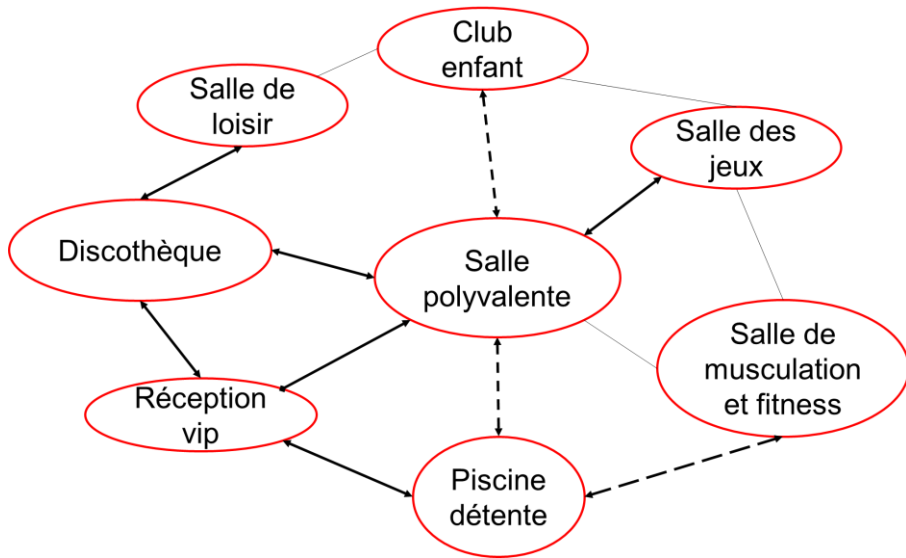 Club
enfant
Salle de
loisir
Salle des
jeux
Discothèque
Salle
polyvalente
Salle de
musculation
et fitness
Réception
vip
Piscine
détente